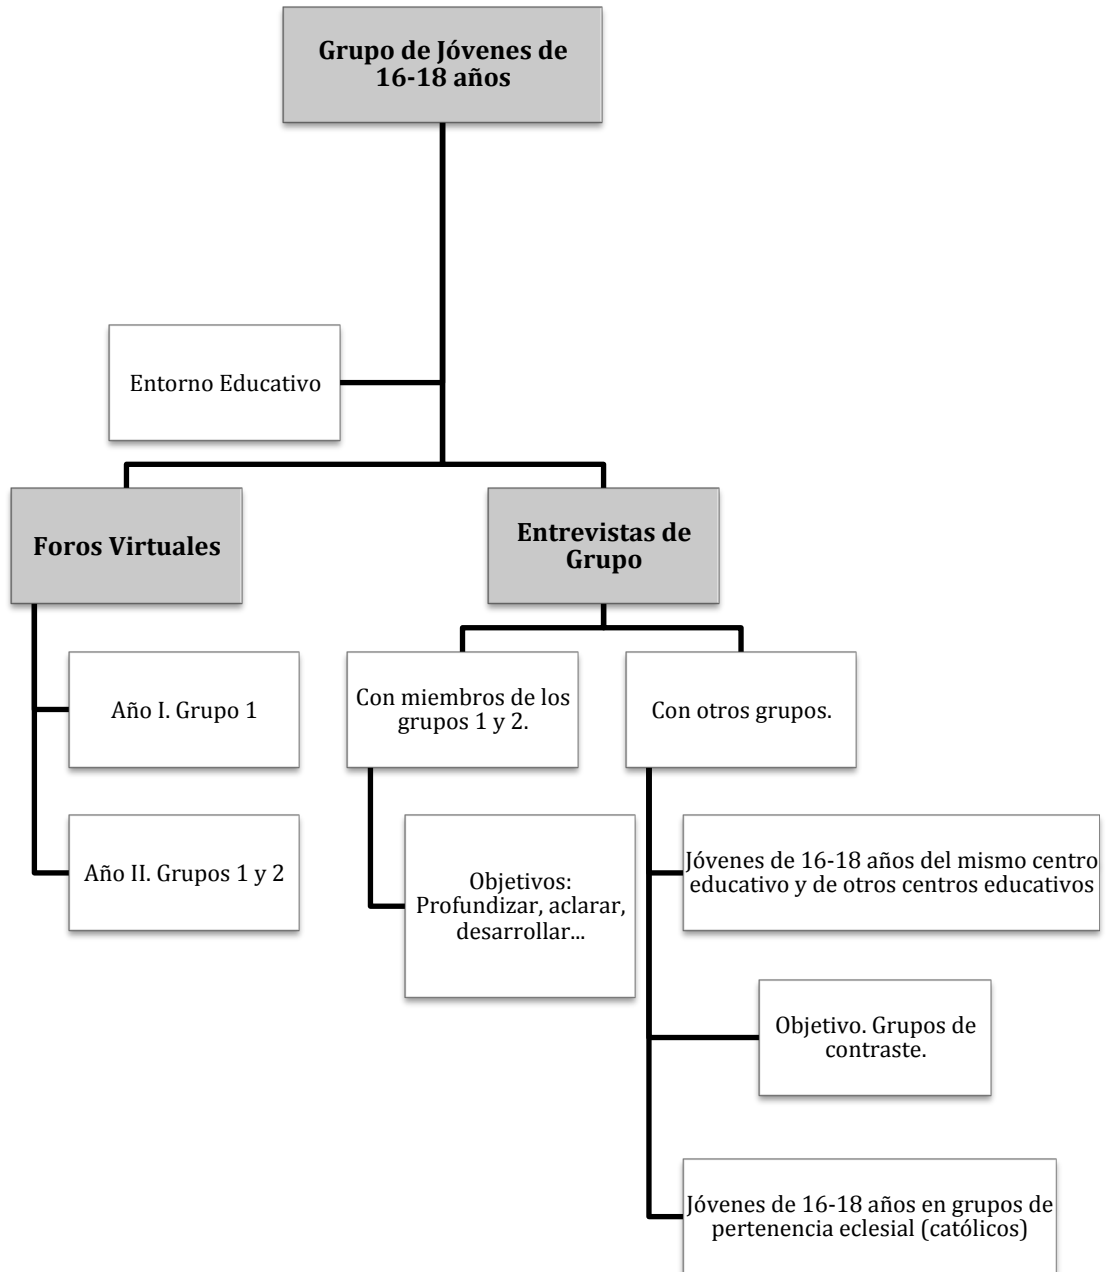 Grupo de Jóvenes de
16-18 años
Entorno Educativo
Foros Virtuales
Entrevistas de
Grupo
Año I. Grupo 1
Año II. Grupos 1 y 2
Con miembros de los
grupos 1 y 2.
Objetivos:
Profundizar, aclarar,
desarrollar...
Con otros grupos.
Jóvenes de 16-18 años del mismo centro
educativo y de otros centros educativos
Objetivo. Grupos de
contraste.
Jóvenes de 16-18 años en grupos de
pertenencia eclesial (católicos)